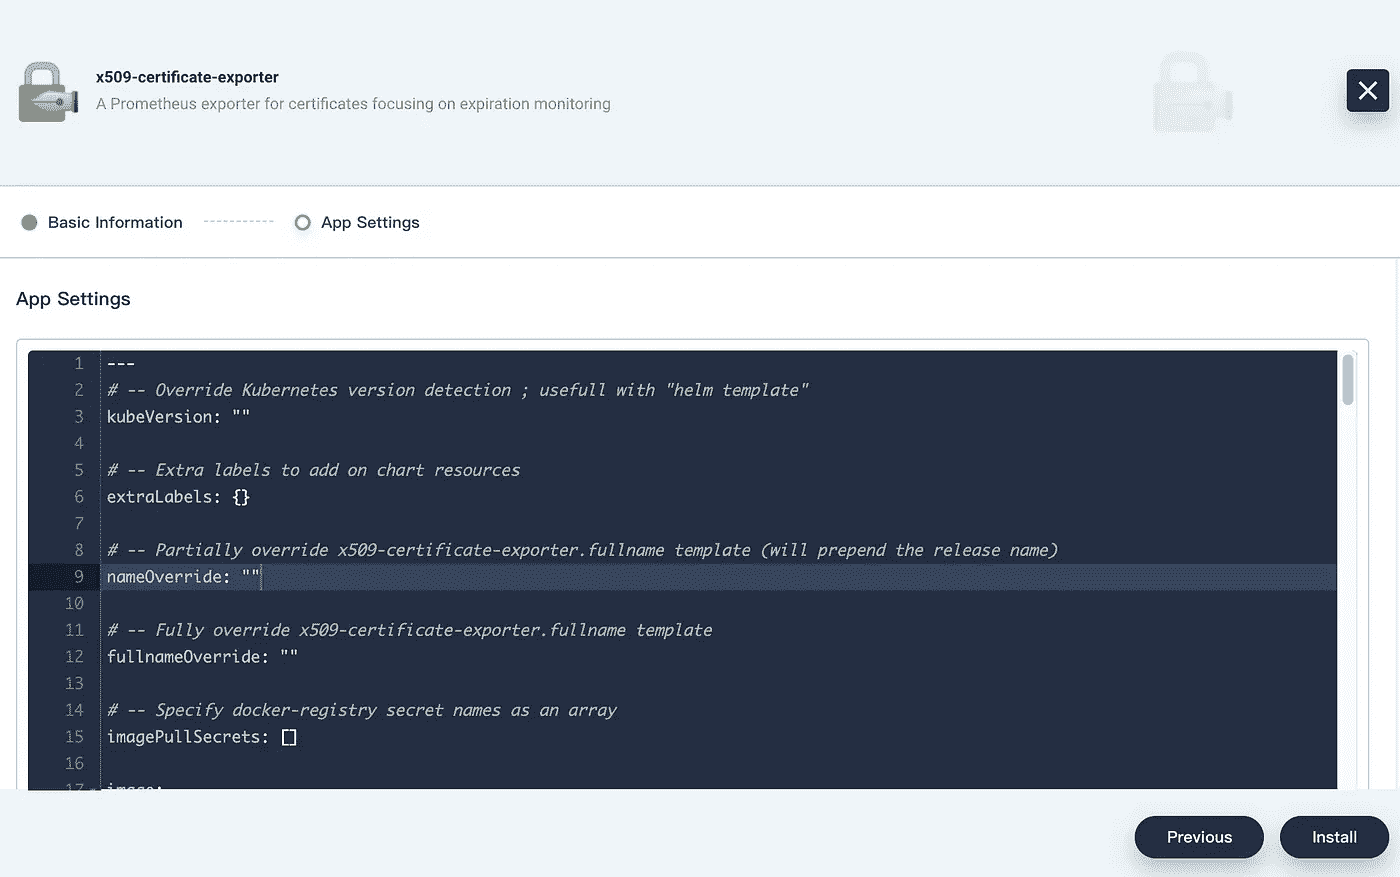 x509-certificate-exporter
A Prometheus exporter for certificates focusing on expiration monitoring
Basic Information
App Settings
App Settings
1 ---
2 # -- Override Kubernetes version detection ; usefull with "helm template"
3 kubeVersion: ""
4
5 # -- Extra labels to add on chart resources
6 extraLabels: {}
7
8 # -- Partially override x509-certificate-exporter.fullname template (will prepend the release name)
9 nameOverride: ""
10
11 # -- Fully override x509-certificate-exporter.fullname template
12 fullnameOverride: ""
13
14 # -- Specify docker-registry secret names as an array
15 imagePullSecrets: []
16
17 image:
Previous
Install